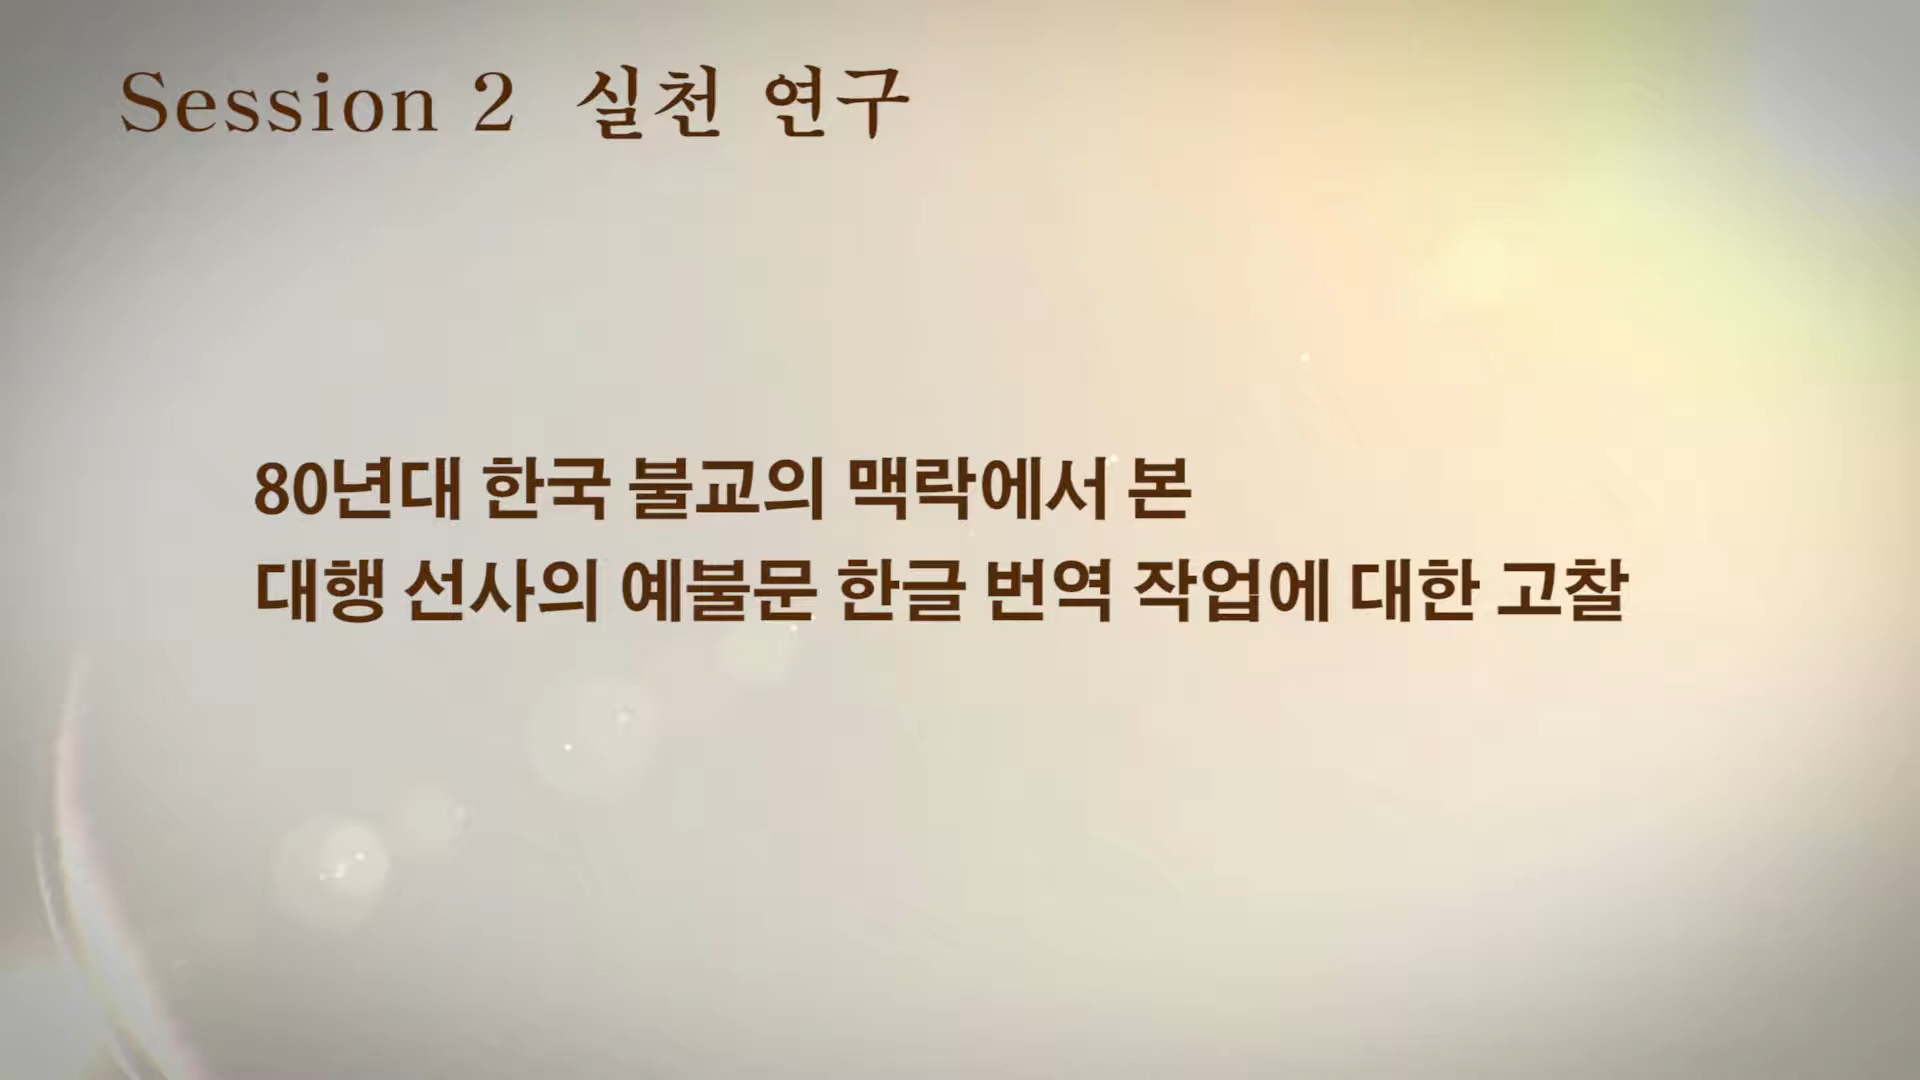 Session 2 실천 연구
80년대 한국 불교의 맥락에서 본
대행 선사의 예불문 한글 번역 작업에 대한 고찰